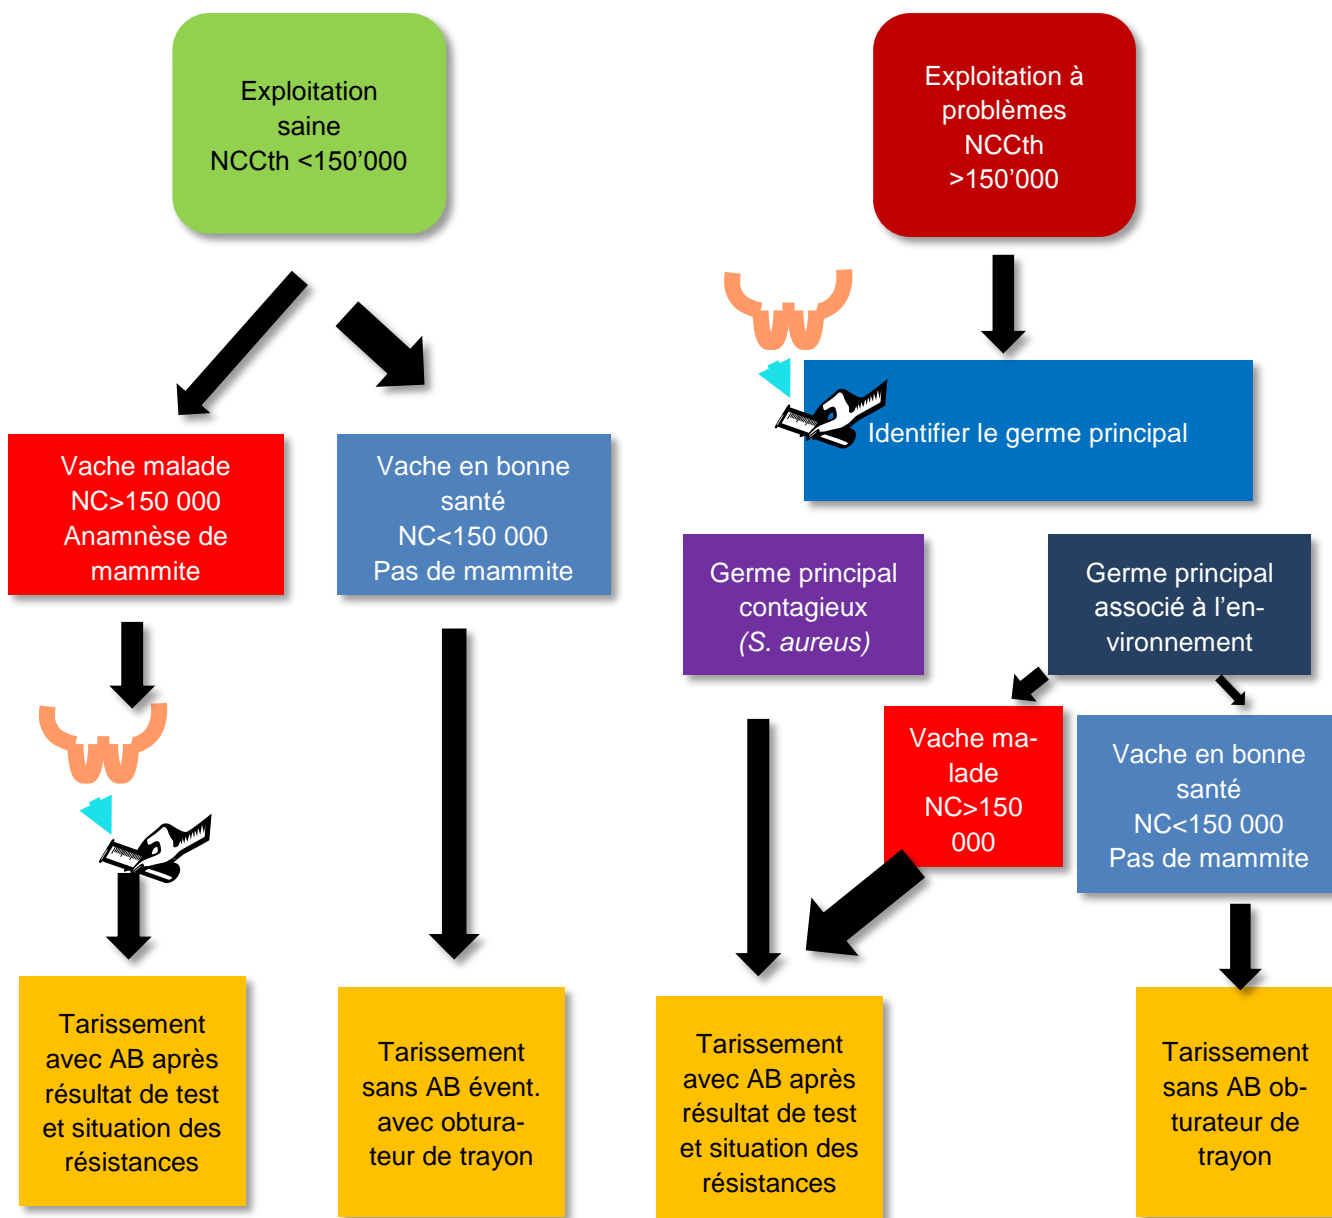 Exploitation
saine
NCCth <150’000
Exploitation à
problèmes
NCCth
>150’000
Identifier le germe principal
Vache malade
NC>150 000
Anamnèse de
mammite
Vache en bonne
santé
NC<150 000
Pas de mammite
Germe principal
contagieux
(S. aureus)
Germe principal
associé à l’en-
vironnement
Vache ma-
lade
NC>150
000
Vache en bonne
santé
NC<150 000
Pas de mammite
Tarissement
avec AB après
résultat de test
et situation des
résistances
Tarissement
sans AB évent.
avec obtura-
teur de trayon
Tarissement
avec AB après
résultat de test
et situation des
résistances
Tarissement
sans AB ob-
turateur de
trayon